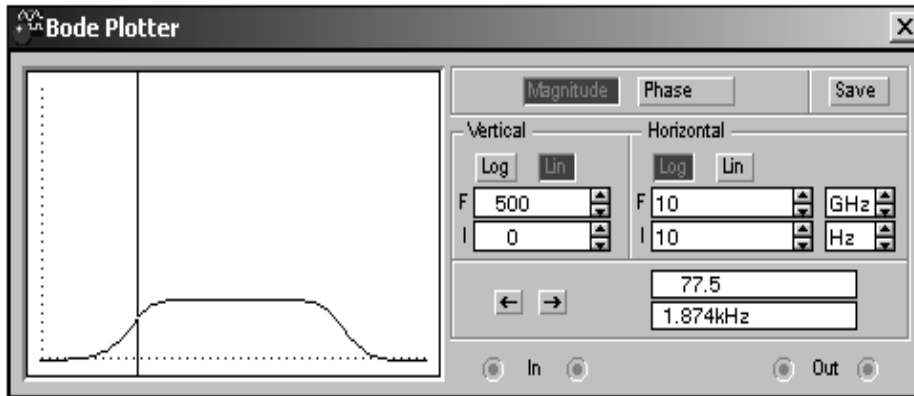 Bode Plotter
Magnitude Phase Save
Vertical Horizontal
Log Lin Log Lin
F 500 F 10 GHz
I 0 I 10 Hz
← → 77.5
1.874kHz
In Out